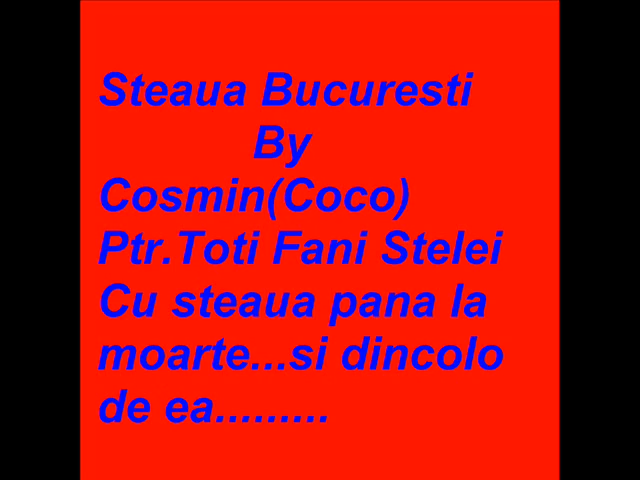 Steaua Bucuresti
By
Cosmin(Coco)
Ptr.Toti Fani Stelei
Cu steaua pana la
moarte...si dincolo
de ea.........